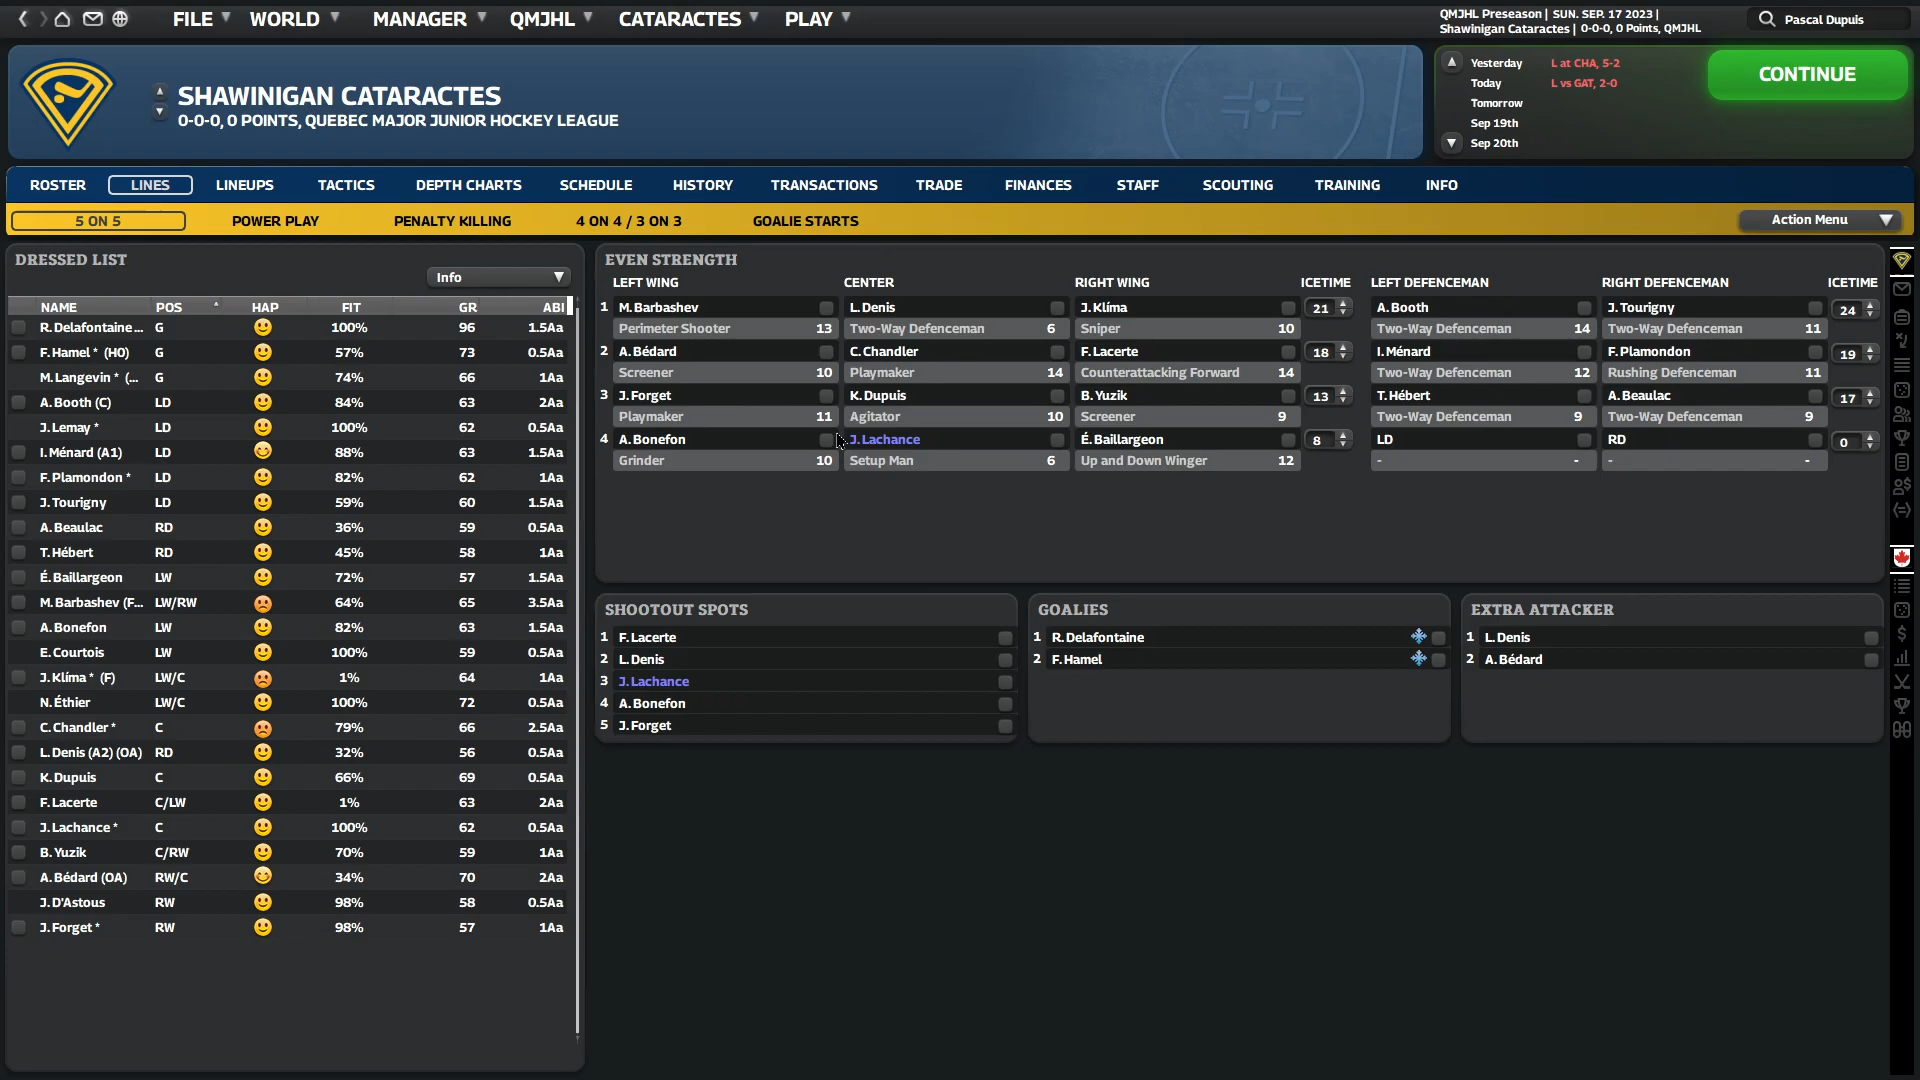 FILE WORLD MANAGER QMJHL CATARACTES PLAY
QMJHL Preseason | SUN. SEP. 17 2023 |
Shawinigan Cataractes | 0-0-0, 0 Points, QMJHL
Pascal Dupuis
SHAWINIGAN CATARACTES
0-0-0, 0 POINTS, QUEBEC MAJOR JUNIOR HOCKEY LEAGUE
Yesterday L at CHA, 5-2
Today L vs GAT, 2-0
Tomorrow
Sep 19th
Sep 20th
CONTINUE
ROSTER LINES LINEUPS TACTICS DEPTH CHARTS SCHEDULE HISTORY TRANSACTIONS TRADE FINANCES STAFF SCOUTING TRAINING INFO
5 ON 5 POWER PLAY PENALTY KILLING 4 ON 4 / 3 ON 3 GOALIE STARTS Action Menu
DRESSED LIST
Info
NAME POS HAP FIT GR ABI
R. Delafontaine... G 100% 96 1.5Aa
F. Hamel * (HO) G 57% 73 0.5Aa
M. Langevin * (... G 74% 66 1Aa
A. Booth (C) LD 84% 63 2Aa
J. Lemay * LD 100% 62 0.5Aa
I. Ménard (A1) LD 88% 63 1.5Aa
F. Plamondon * LD 82% 62 1Aa
J. Tourigny LD 59% 60 1.5Aa
A. Beaulac RD 36% 59 0.5Aa
T. Hébert RD 45% 58 1Aa
É. Baillargeon LW 72% 57 1.5Aa
M. Barbashev (F... LW/RW 64% 65 3.5Aa
A. Bonefon LW 82% 63 1.5Aa
E. Courtois LW 100% 59 0.5Aa
J. Klíma * (F) LW/C 1% 64 1Aa
N. Éthier LW/C 100% 72 0.5Aa
C. Chandler * C 79% 66 2.5Aa
L. Denis (A2) (OA) RD 32% 56 0.5Aa
K. Dupuis C 66% 69 0.5Aa
F. Lacerte C/LW 1% 63 2Aa
J. Lachance * C 100% 62 0.5Aa
B. Yuzik C/RW 70% 59 1Aa
A. Bédard (OA) RW/C 34% 70 2Aa
J. D'Astous RW 98% 58 0.5Aa
J. Forget * RW 98% 57 1Aa
EVEN STRENGTH
LEFT WING CENTER RIGHT WING ICETIME LEFT DEFENCEMAN RIGHT DEFENCEMAN ICETIME
1 M. Barbashev L. Denis J. Klíma 21 A. Booth J. Tourigny 24
Perimeter Shooter 13 Two-Way Defenceman 6 Sniper 10 Two-Way Defenceman 14 Two-Way Defenceman 11
2 A. Bédard C. Chandler F. Lacerte 18 I. Ménard F. Plamondon 19
Screener 10 Playmaker 14 Counterattacking Forward 14 Two-Way Defenceman 12 Rushing Defenceman 11
3 J. Forget K. Dupuis B. Yuzik 13 T. Hébert A. Beaulac 17
Playmaker 11 Agitator 10 Screener 9 Two-Way Defenceman 9 Two-Way Defenceman 9
4 A. Bonefon J. Lachance É. Baillargeon 8 LD RD 0
Grinder 10 Setup Man 6 Up and Down Winger 12 - - - -
SHOOTOUT SPOTS
1 F. Lacerte
2 L. Denis
3 J. Lachance
4 A. Bonefon
5 J. Forget
GOALIES
1 R. Delafontaine
2 F. Hamel
EXTRA ATTACKER
1 L. Denis
2 A. Bédard